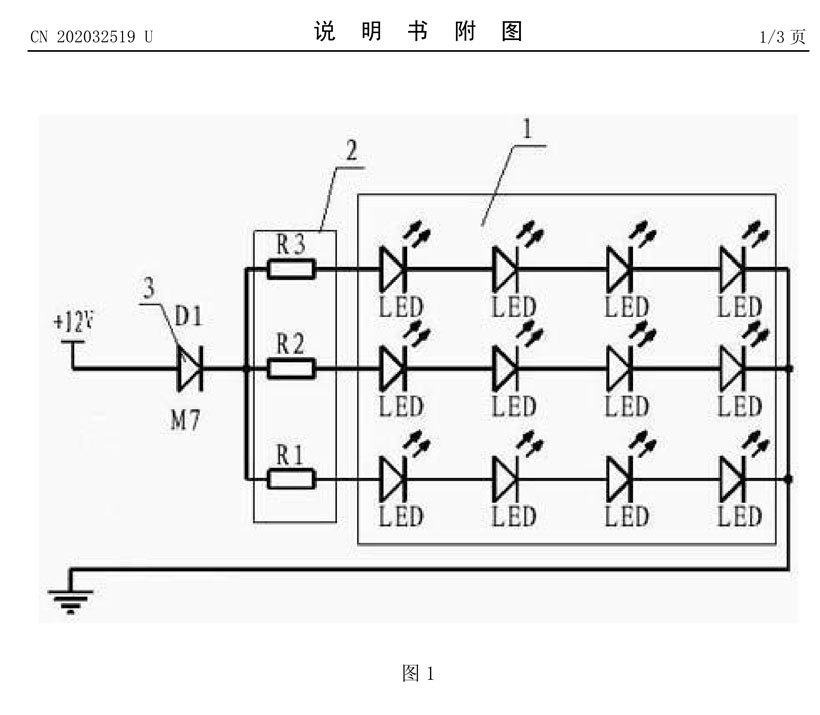 CN 202032519 U 说 明 书 附 图 1/3 页
1
2
R3
3
D1
+12V
LED LED LED LED
R2
M7
LED LED LED LED
R1
LED LED LED LED
图 1